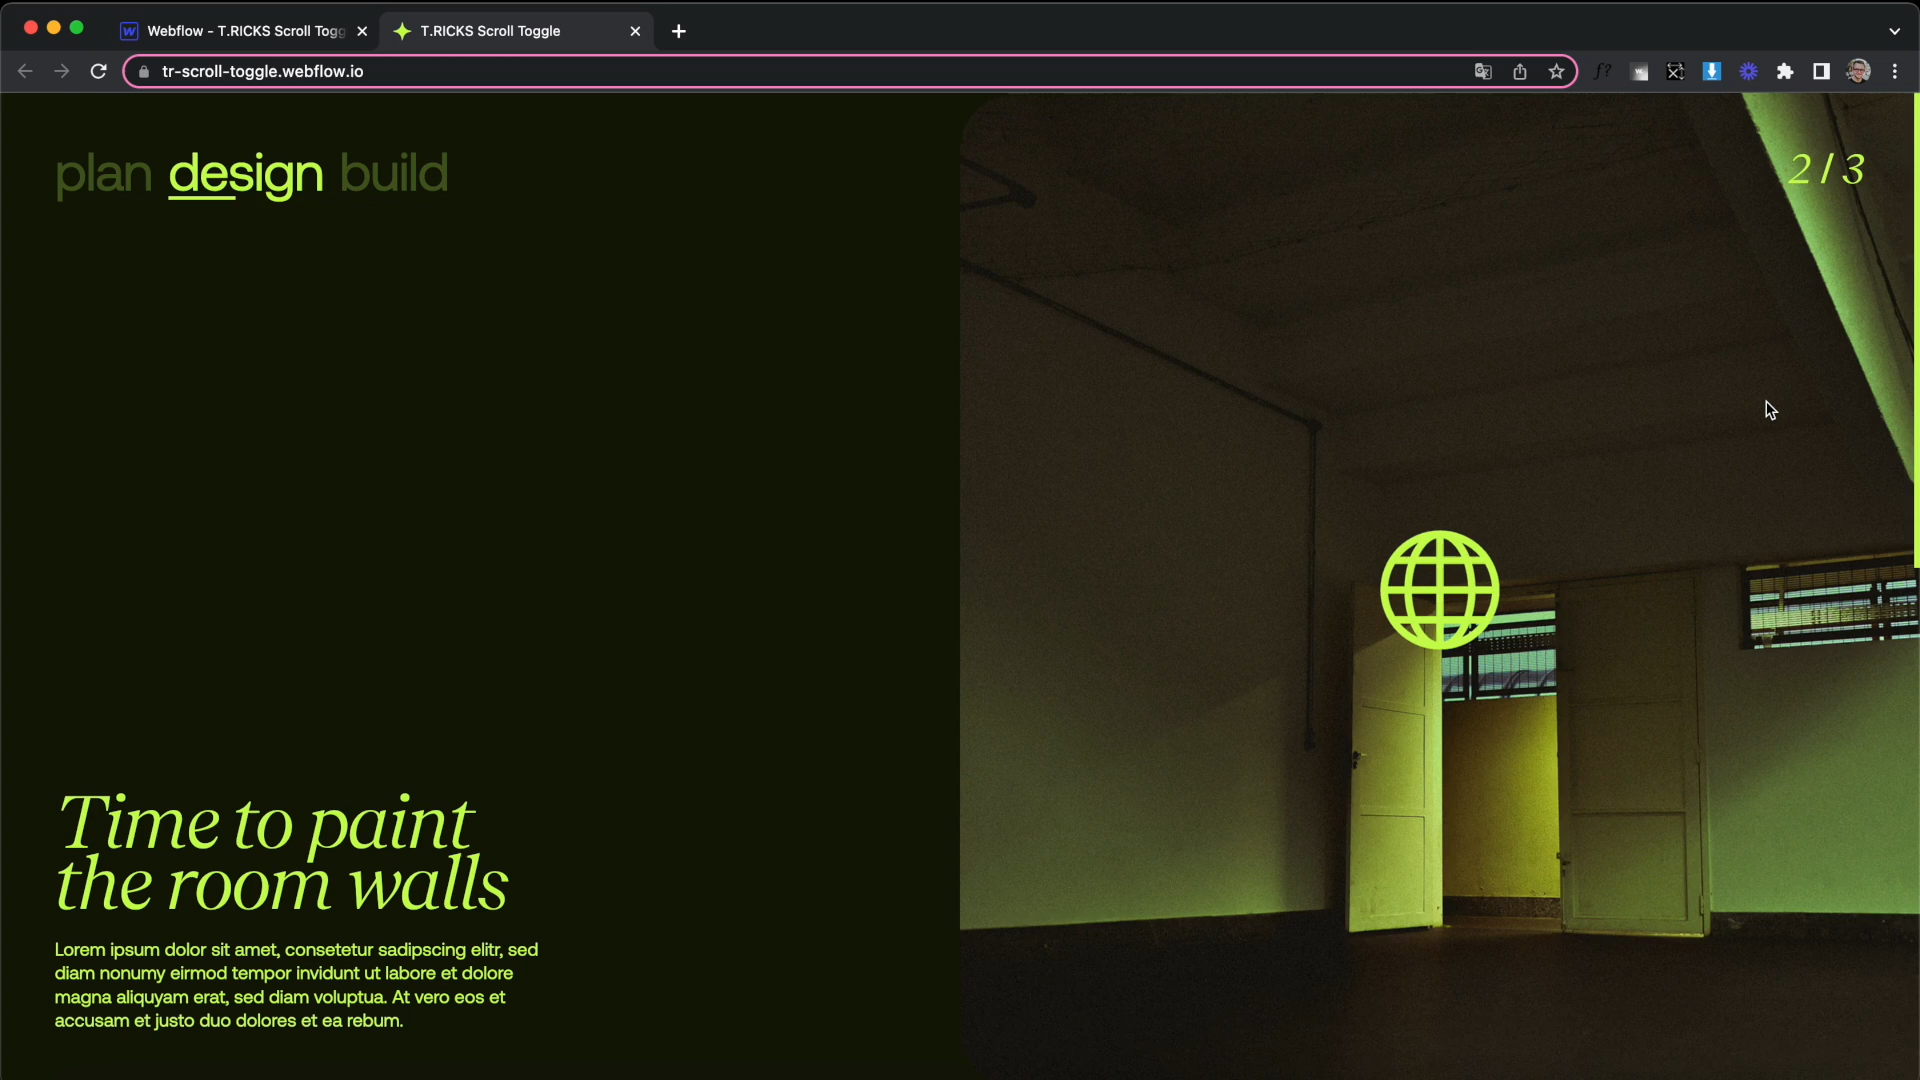 Webflow - T.RICKS Scroll Togg
T.RICKS Scroll Toggle
tr-scroll-toggle.webflow.io
f?
plan design build
2 / 3
Time to paint
the room walls
Lorem ipsum dolor sit amet, consetetur sadipscing elitr, sed
diam nonumy eirmod tempor invidunt ut labore et dolore
magna aliquyam erat, sed diam voluptua. At vero eos et
accusam et justo duo dolores et ea rebum.